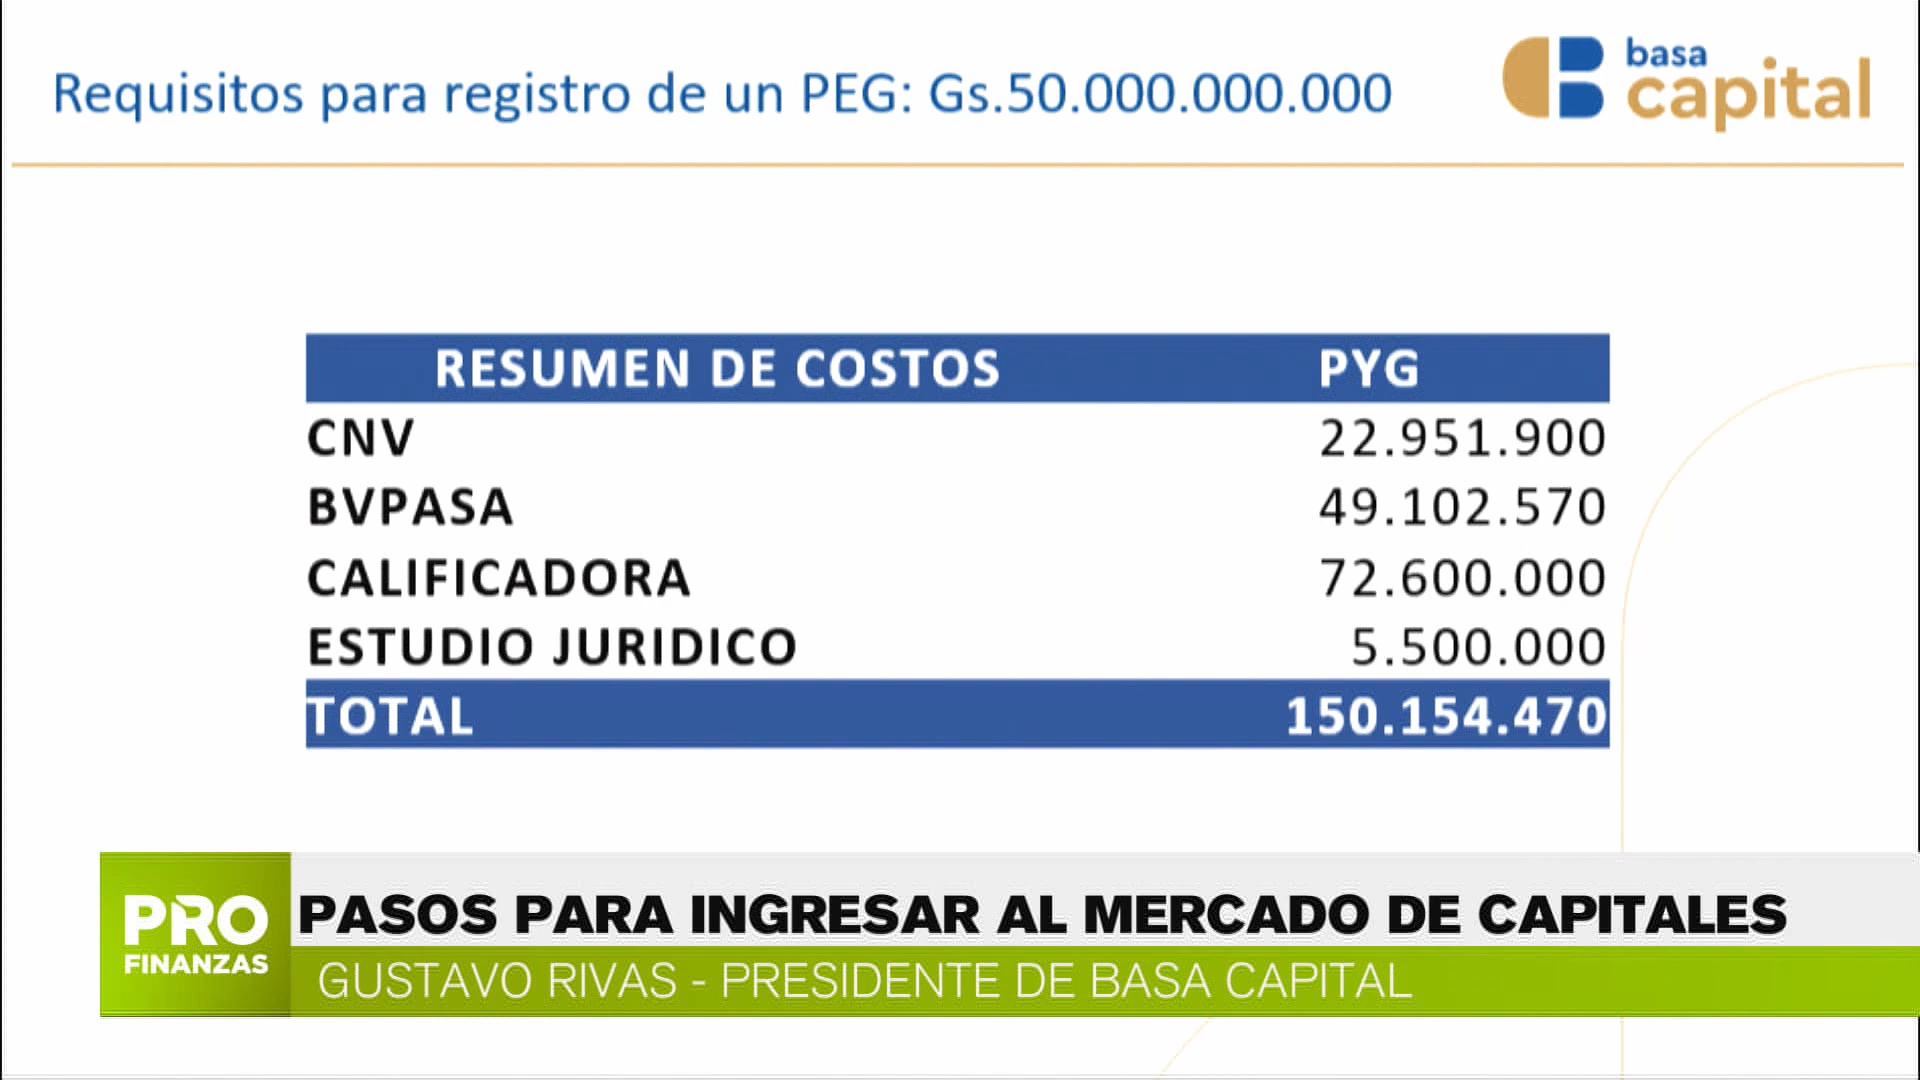 Requisitos para registro de un PEG: Gs.50.000.000.000
basa
capital
RESUMEN DE COSTOS PYG
CNV 22.951.900
BVPASA 49.102.570
CALIFICADORA 72.600.000
ESTUDIO JURIDICO 5.500.000
TOTAL 150.154.470
PRO
FINANZAS
PASOS PARA INGRESAR AL MERCADO DE CAPITALES
GUSTAVO RIVAS - PRESIDENTE DE BASA CAPITAL